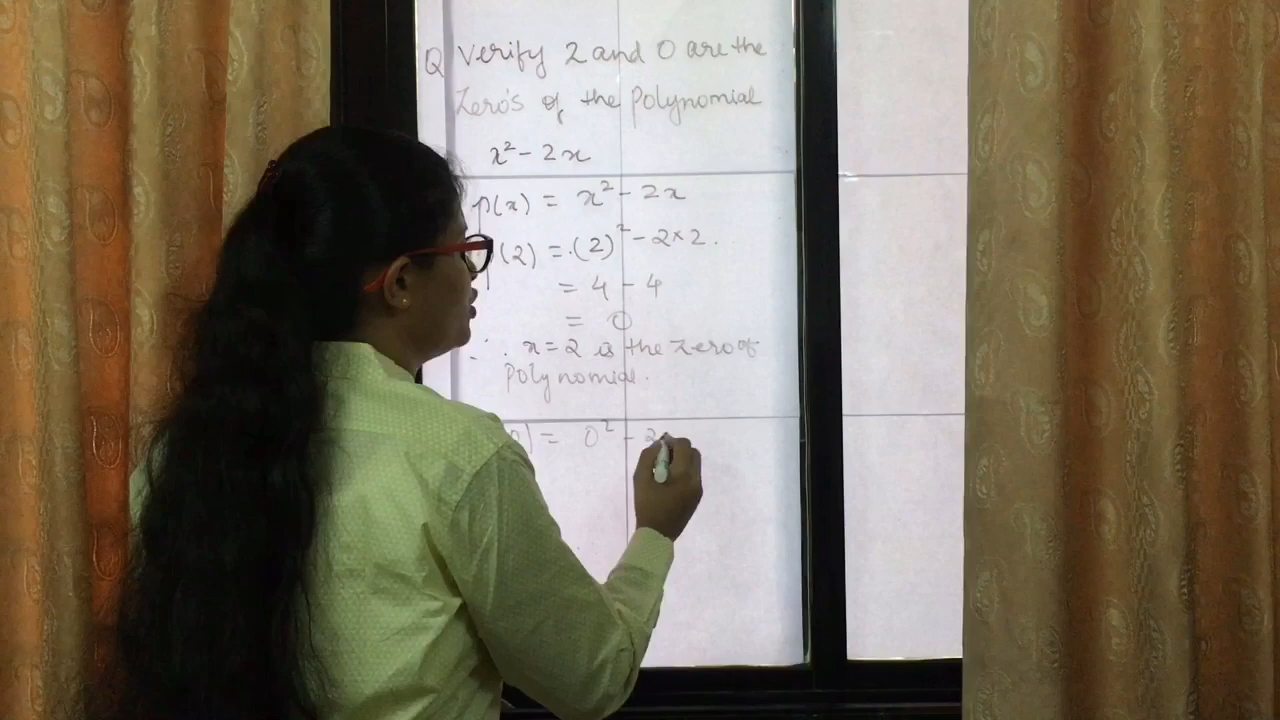 Q Verify 2 and 0 are the
Zero's of the Polynomial
x² - 2x
p(x) = x² - 2x
(2) = (2)² - 2×2.
= 4 - 4
= 0
∴ x=2 is the zero of
Polynomial.
0) = 0² - 2